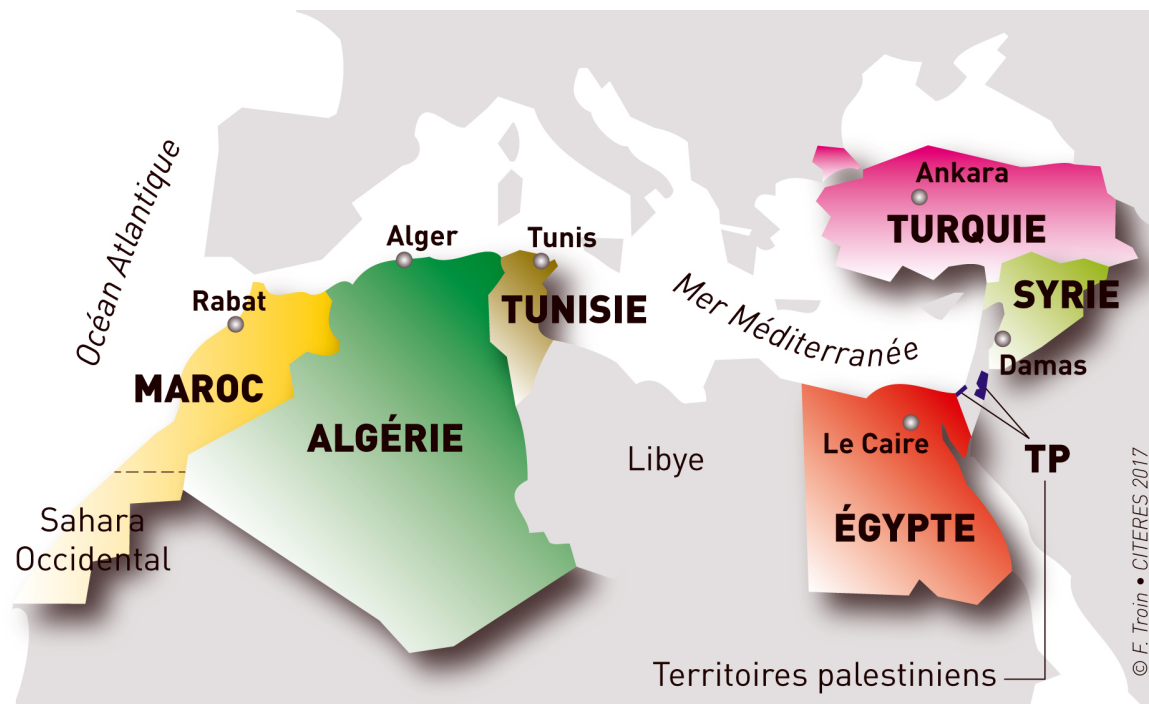 Océan Atlantique
Ankara
TURQUIE
Alger
Tunis
Rabat
TUNISIE
Mer Méditerranée
SYRIE
Damas
MAROC
ALGÉRIE
Libye
Le Caire
TP
ÉGYPTE
Sahara
Occidental
Territoires palestiniens
© F. Troin • CITERES 2017